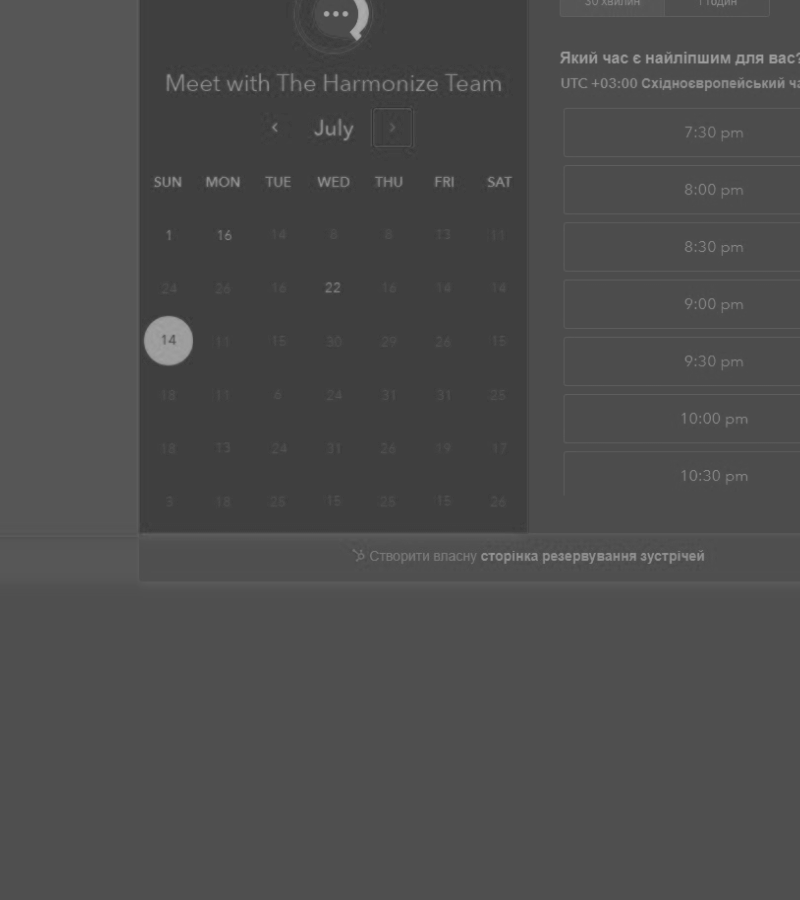 30 хвилин
1 годин
Meet with The Harmonize Team
July
SUN MON TUE WED THU FRI SAT
1 16 14 13 11
24 26 16 22 16 14 14
14 11 15 30 29 26 15
18 11 6 24 31 31 25
18 13 24 31 26 19 17
3 18 25 15 25 15 26
Який час є найліпшим для вас?
UTC +03:00 Східноєвропейський ча
7:30 pm
8:00 pm
8:30 pm
9:00 pm
9:30 pm
10:00 pm
10:30 pm
Створити власну сторінка резервування зустрічей